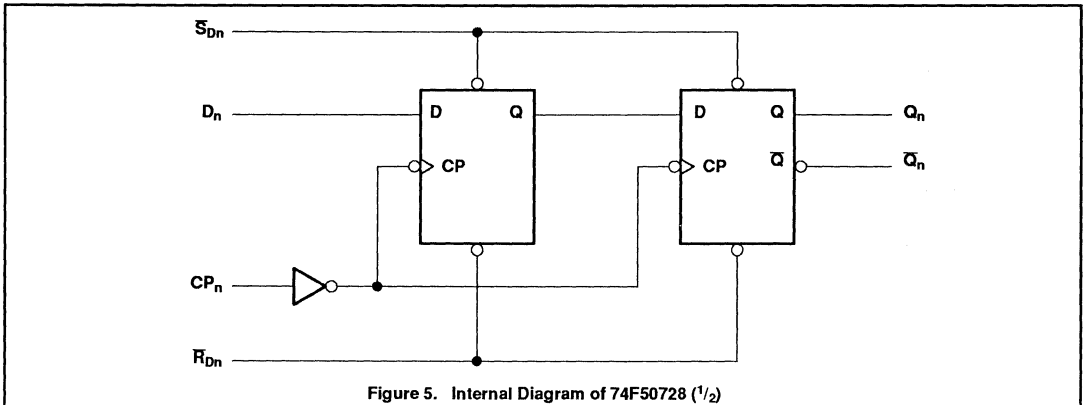 S̅Dn
Dn D Q D Q Qn
CP CP Q̅ Q̅n
CPn
R̅Dn
Figure 5. Internal Diagram of 74F50728 (1/2)